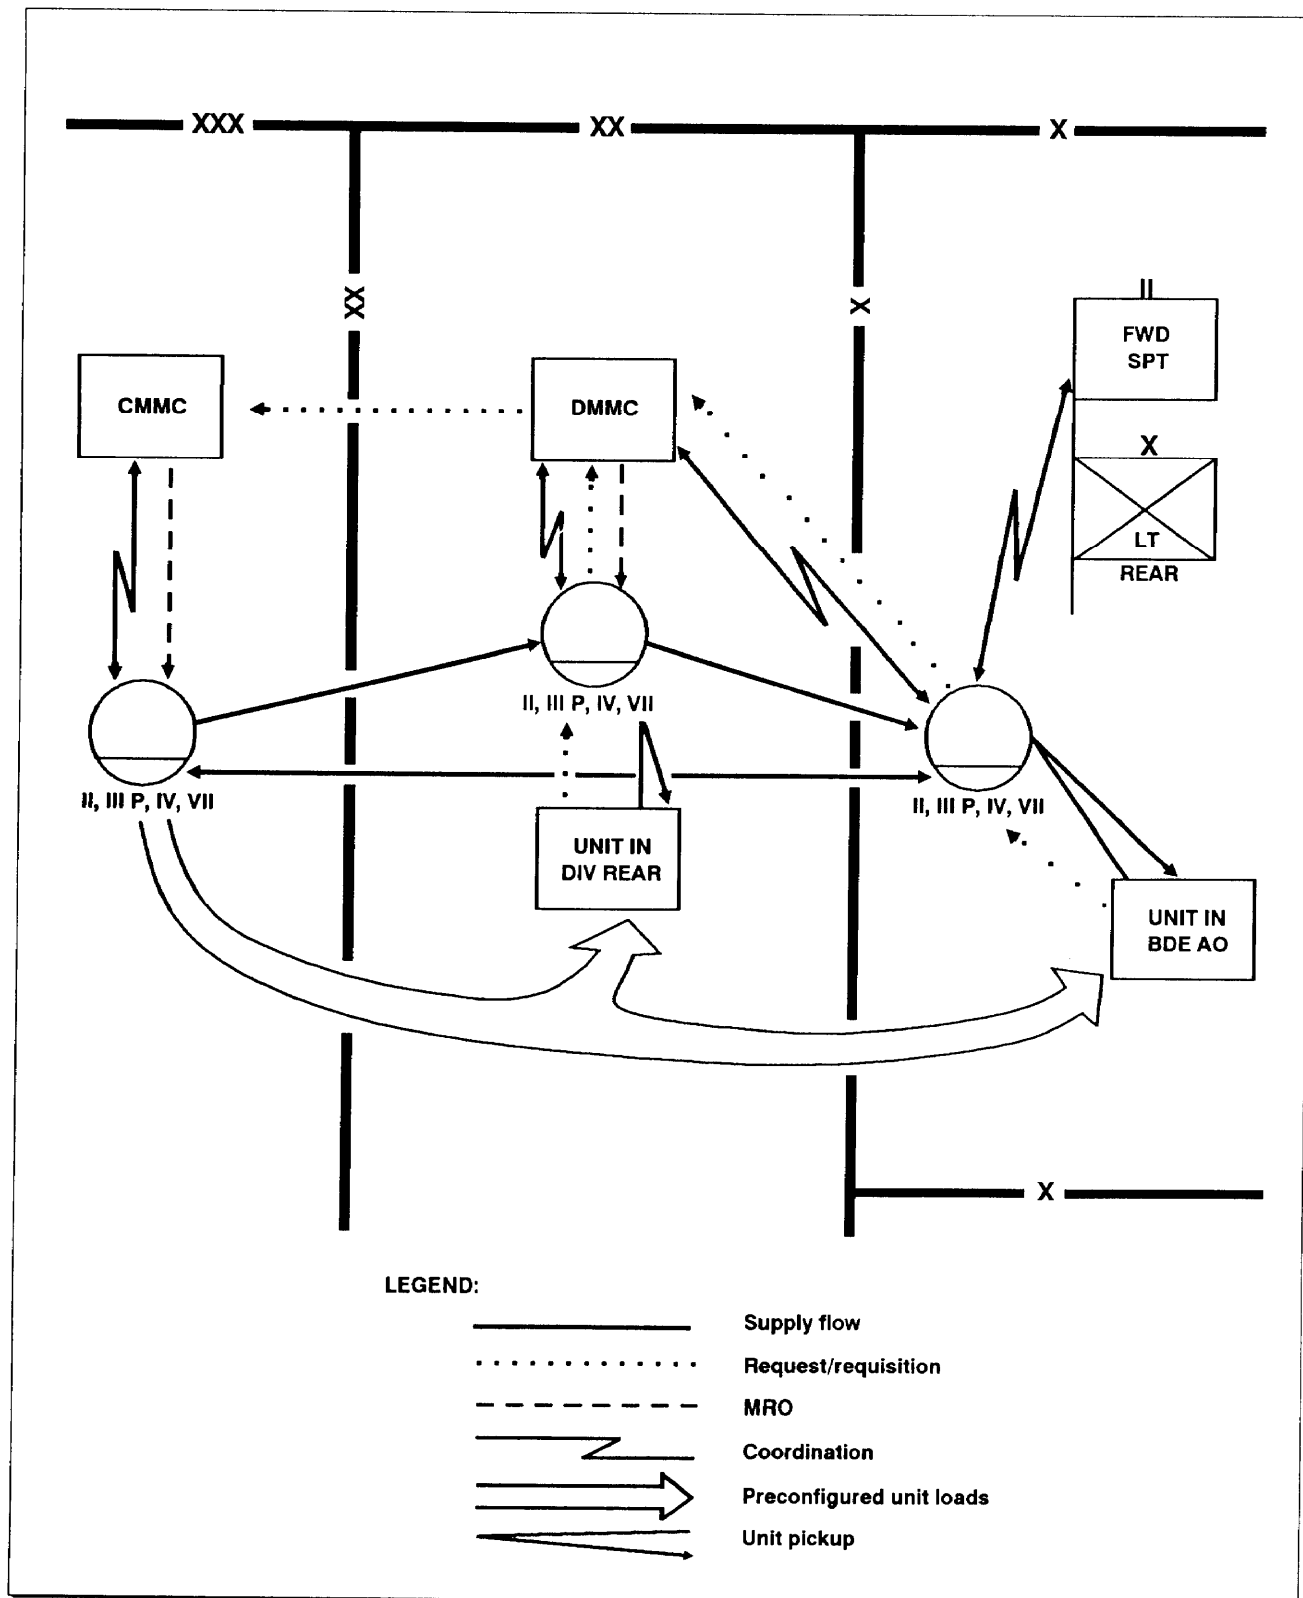 XXX
XX
X
XX
X
II
FWD
SPT
CMMC
DMMC
X
LT
REAR
II, III P, IV, VII
II, III P, IV, VII
II, III P, IV, VII
UNIT IN
DIV REAR
UNIT IN
BDE AO
X
LEGEND:
Supply flow
Request/requisition
MRO
Coordination
Preconfigured unit loads
Unit pickup